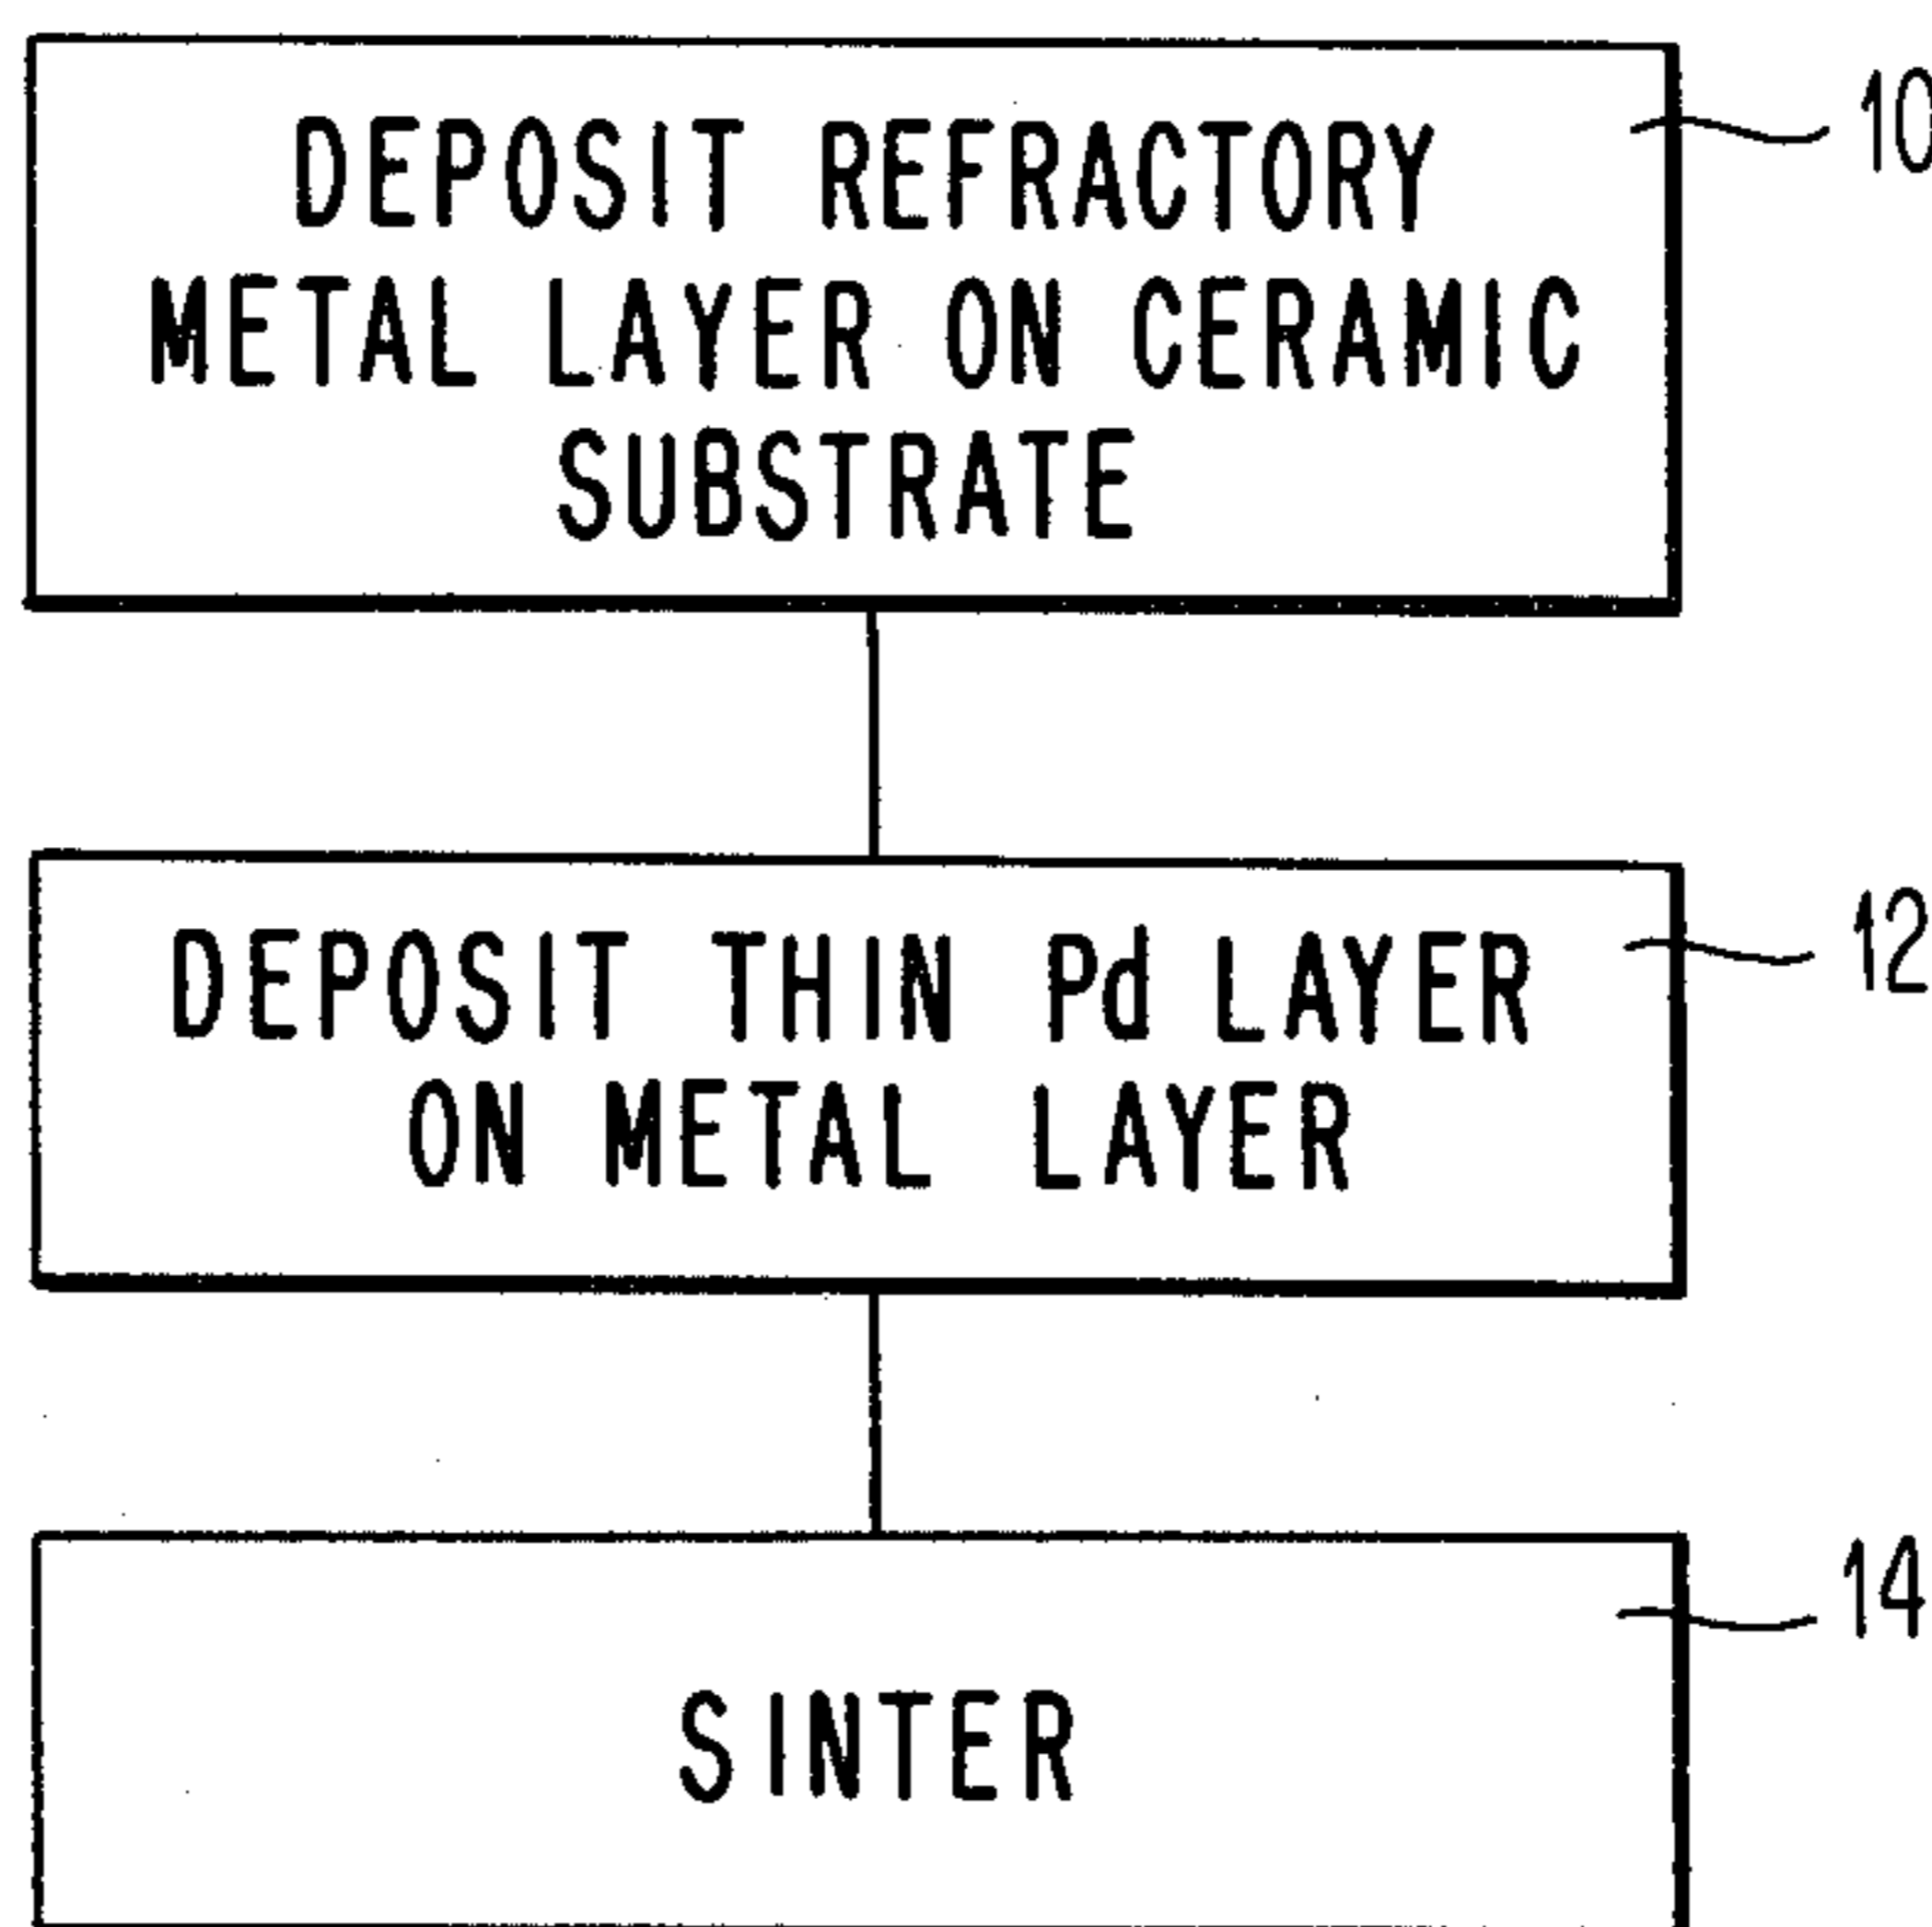 DEPOSIT REFRACTORY
METAL LAYER ON CERAMIC
SUBSTRATE
10
DEPOSIT THIN Pd LAYER
ON METAL LAYER
12
SINTER
14